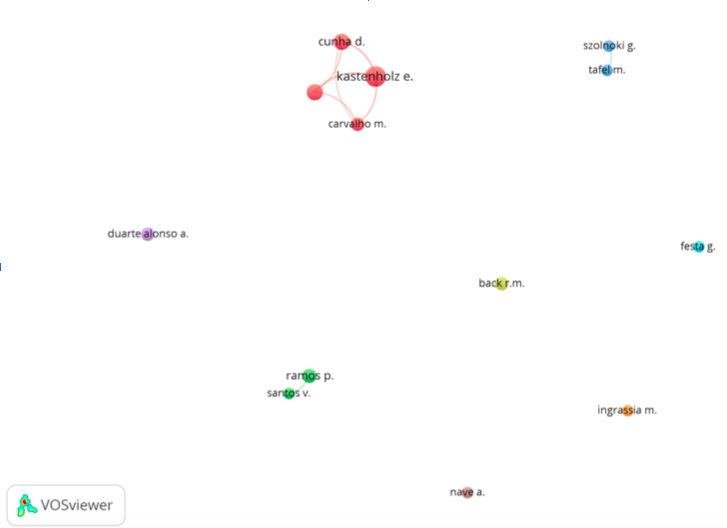 cunha d.
szolnoki g.
kastenholz e.
tafel m.
carvalho m.
duarte alonso a.
festa g.
back r.m.
ramos p.
santos v.
ingrassia m.
nave a.
VOSviewer